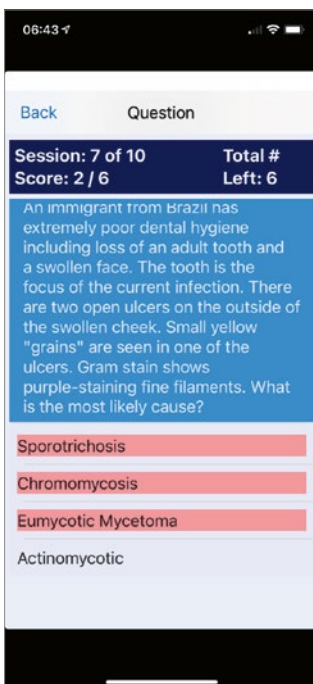 06:43
Back
Question
Session: 7 of 10
Total #
Score: 2 / 6
Left: 6
An immigrant from Brazil has
extremely poor dental hygiene
including loss of an adult tooth and
a swollen face. The tooth is the
focus of the current infection. There
are two open ulcers on the outside of
the swollen cheek. Small yellow
"grains" are seen in one of the
ulcers. Gram stain shows
purple-staining fine filaments. What
is the most likely cause?
Sporotrichosis
Chromomycosis
Eumycotic Mycetoma
Actinomycotic